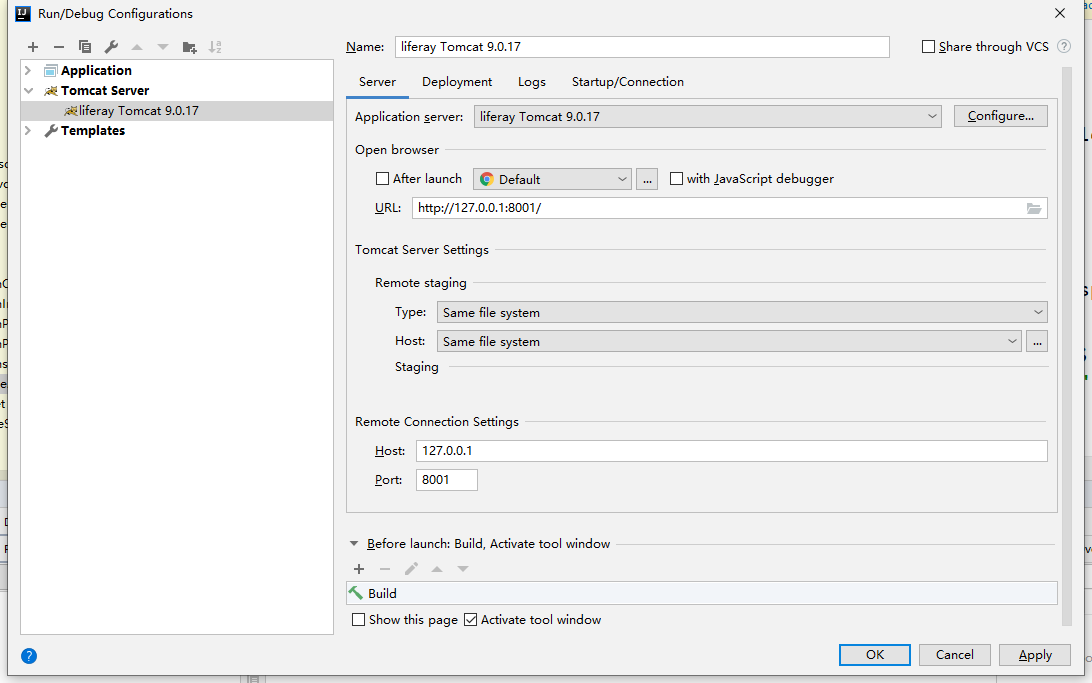 Run/Debug Configurations
Name: liferay Tomcat 9.0.17
Share through VCS ?
Application
Tomcat Server
liferay Tomcat 9.0.17
Templates
Server Deployment Logs Startup/Connection
Application server: liferay Tomcat 9.0.17 Configure...
Open browser
After launch Default ... with JavaScript debugger
URL: http://127.0.0.1:8001/
Tomcat Server Settings
Remote staging
Type: Same file system
Host: Same file system ...
Staging
Remote Connection Settings
Host: 127.0.0.1
Port: 8001
Before launch: Build, Activate tool window
Build
Show this page Activate tool window
? OK Cancel Apply